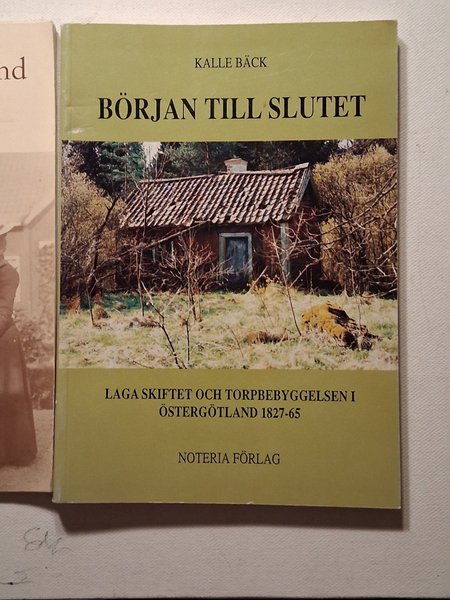 nd
KALLE BÄCK
BÖRJAN TILL SLUTET
LAGA SKIFTET OCH TORPBEBYGGELSEN I
ÖSTERGÖTLAND 1827-65
NOTERIA FÖRLAG